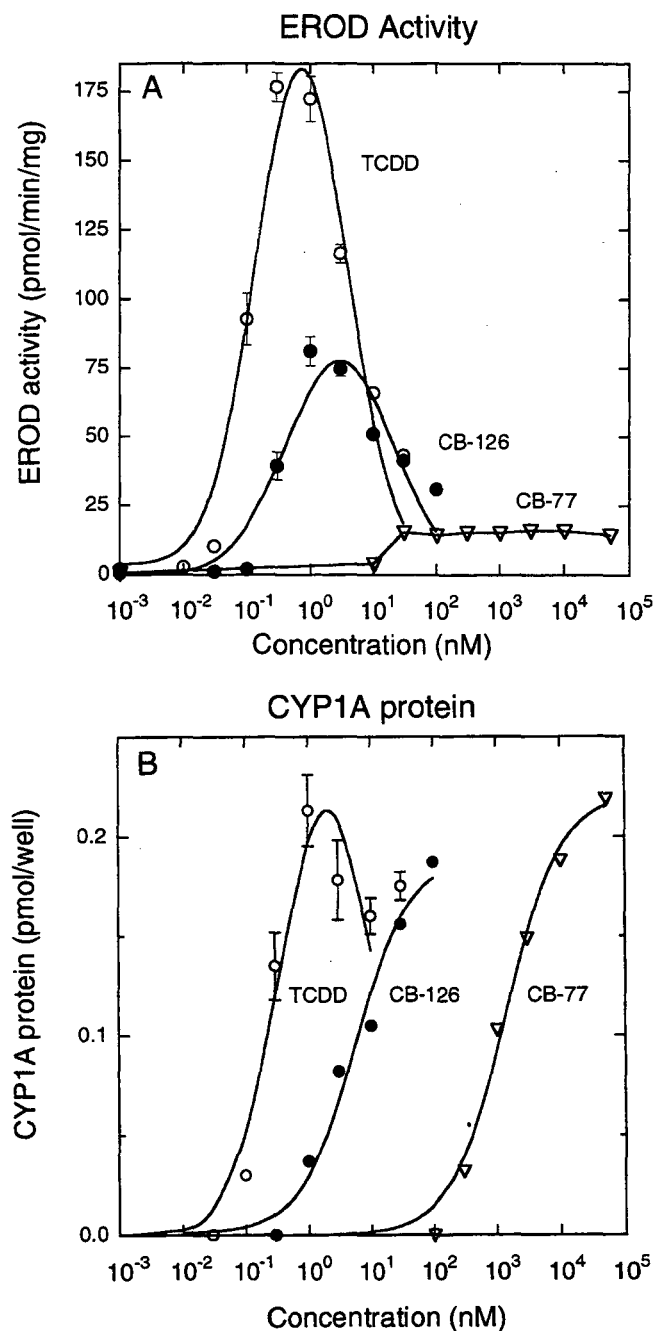 EROD Activity
A
EROD activity (pmol/min/mg)
175
150
125
100
75
50
25
0
TCDD
CB-126
CB-77
10⁻³ 10⁻² 10⁻¹ 10⁰ 10¹ 10² 10³ 10⁴ 10⁵
Concentration (nM)
CYP1A protein
B
CYP1A protein (pmol/well)
0.2
0.1
0.0
TCDD
CB-126
CB-77
10⁻³ 10⁻² 10⁻¹ 10⁰ 10¹ 10² 10³ 10⁴ 10⁵
Concentration (nM)